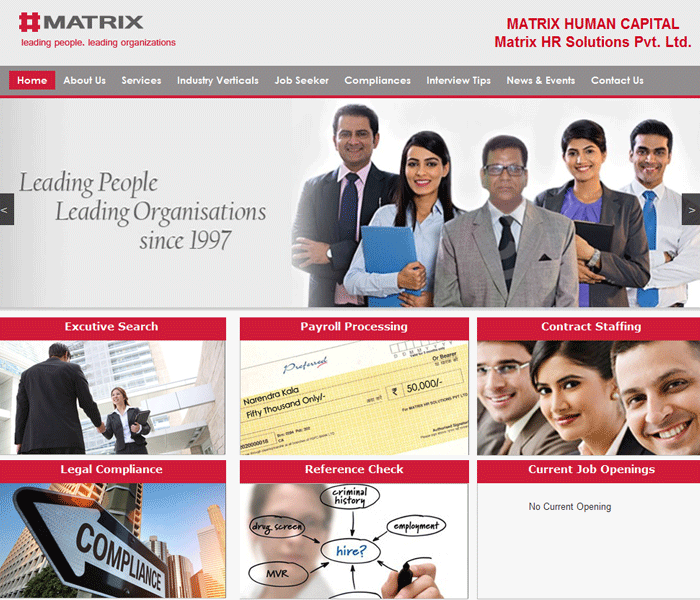 MATRIX
leading people. leading organizations
MATRIX HUMAN CAPITAL
Matrix HR Solutions Pvt. Ltd.
Home About Us Services Industry Verticals Job Seeker Compliances Interview Tips News & Events Contact Us
Leading People
Leading Organisations
since 1997
<
>
Excutive Search
Payroll Processing
Contract Staffing
Preferred
Or Bearer
Narendra Kala
Fifty Thousand Only/-
₹ 50,000/-
For MATRIX HR SOLUTIONS PVT LTD
Legal Compliance
Reference Check
Current Job Openings
COMPLIANCE
criminal
history
drug screen
employment
hire?
MVR
No Current Opening